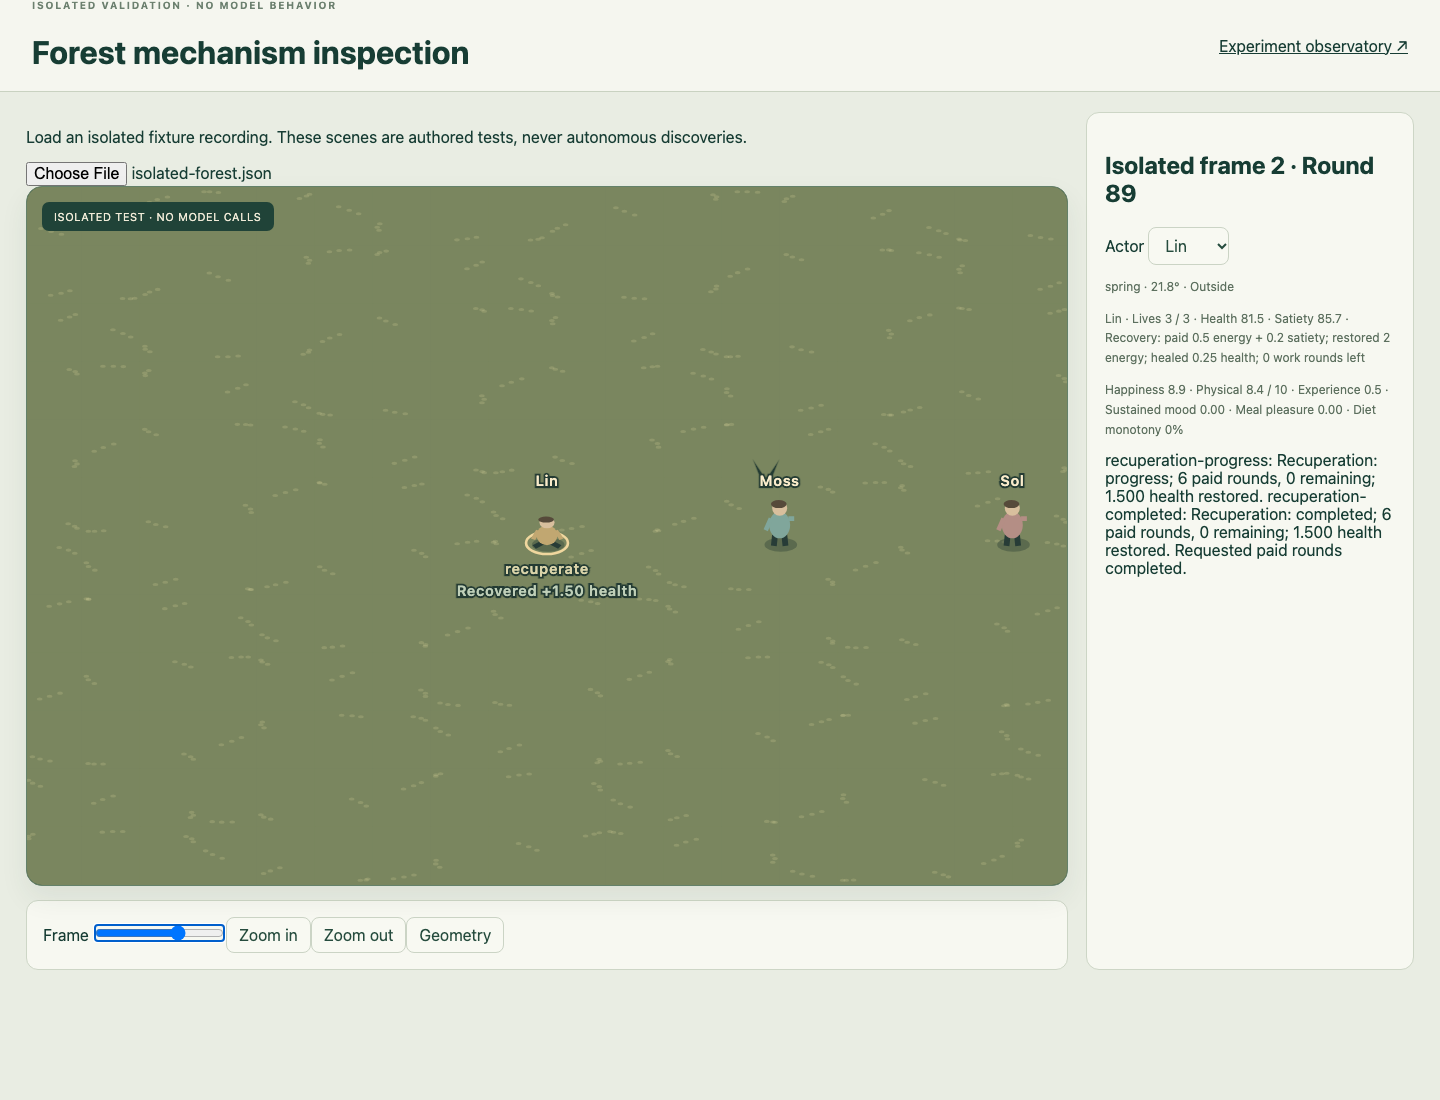 ISOLATED VALIDATION · NO MODEL BEHAVIOR
Forest mechanism inspection
Experiment observatory ↗
Load an isolated fixture recording. These scenes are authored tests, never autonomous discoveries.
Choose File isolated-forest.json
ISOLATED TEST · NO MODEL CALLS
Lin
Moss
Sol
recuperate
Recovered +1.50 health
Frame
Zoom in
Zoom out
Geometry
Isolated frame 2 · Round
89
Actor Lin
spring · 21.8° · Outside
Lin · Lives 3 / 3 · Health 81.5 · Satiety 85.7 ·
Recovery: paid 0.5 energy + 0.2 satiety; restored 2
energy; healed 0.25 health; 0 work rounds left
Happiness 8.9 · Physical 8.4 / 10 · Experience 0.5 ·
Sustained mood 0.00 · Meal pleasure 0.00 · Diet
monotony 0%
recuperation-progress: Recuperation:
progress; 6 paid rounds, 0 remaining;
1.500 health restored. recuperation-
completed: Recuperation: completed; 6
paid rounds, 0 remaining; 1.500 health
restored. Requested paid rounds
completed.